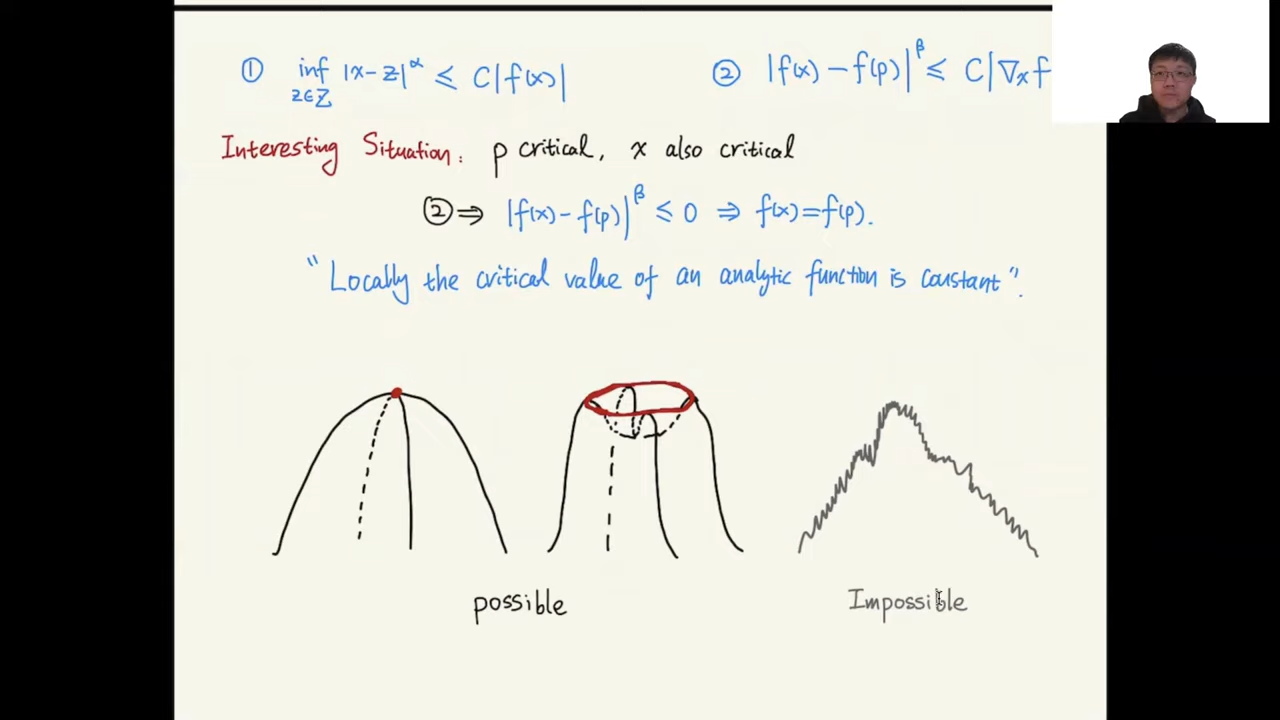 ① inf |x-z|^α ≤ C|f(x)|
z∈Z
② |f(x)-f(p)|^β ≤ C|∇ₓf
Interesting Situation: p critical, x also critical
②⇒ |f(x)-f(p)|^β ≤ 0 ⇒ f(x)=f(p).
"Locally the critical value of an analytic function is constant".
possible
Impossible